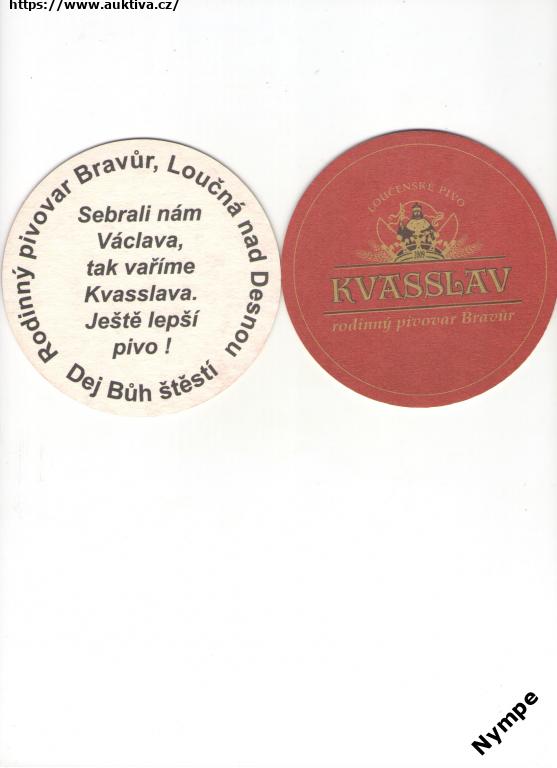 https://www.auktiva.cz/
Rodinný pivovar Bravůr, Loučná nad Desnou
Sebrali nám
Václava,
tak vaříme
Kvasslava.
Ještě lepší
pivo !
Dej Bůh štěstí
LOUČENSKÉ PIVO
1809
KVASSLAV
rodinný pivovar Bravůr
Nympe